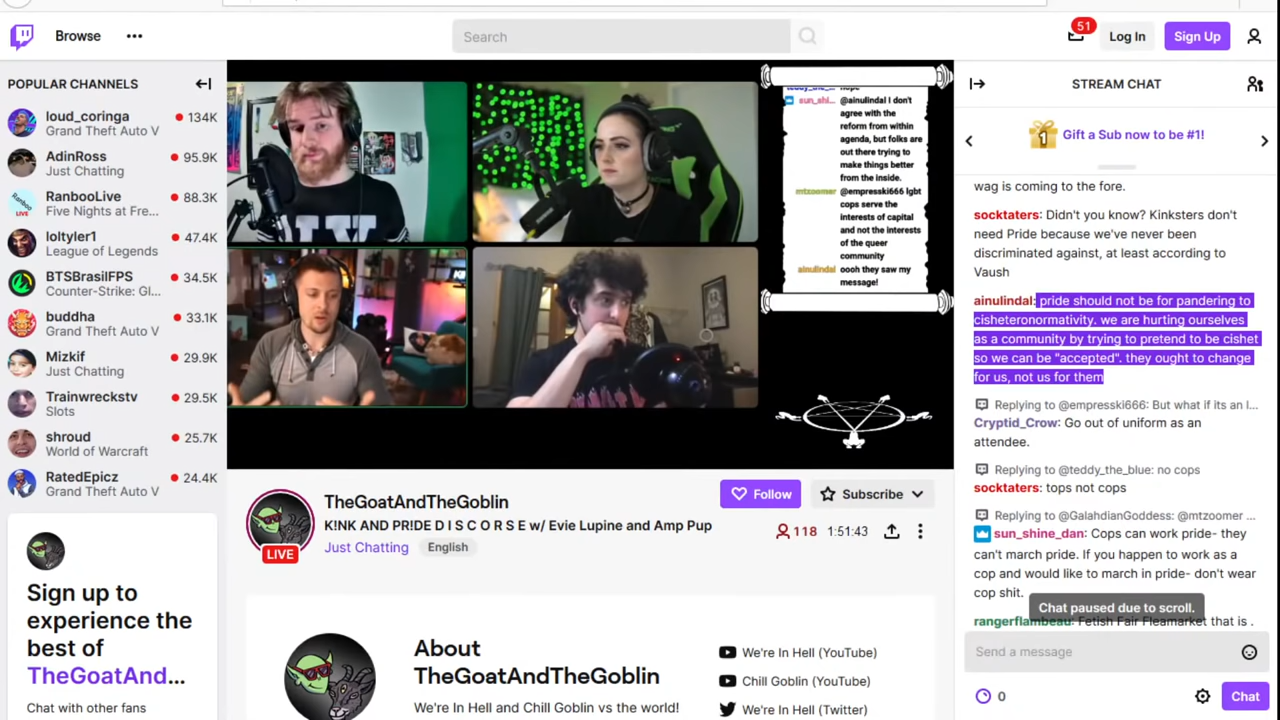 Browse
Search
51
Log In
Sign Up
POPULAR CHANNELS
loud_coringa
134K
Grand Theft Auto V
AdinRoss
95.9K
Just Chatting
RanbooLive
88.3K
Five Nights at Fre...
loltyler1
47.4K
League of Legends
BTSBrasilFPS
34.5K
Counter-Strike: Gl...
buddha
33.1K
Grand Theft Auto V
Mizkif
29.9K
Just Chatting
Trainwreckstv
29.5K
Slots
shroud
25.7K
World of Warcraft
RatedEpicz
24.4K
Grand Theft Auto V
Sign up to
experience the
best of
TheGoatAnd...
Chat with other fans
sun_shi... @ainulindal I don't
agree with the
reform from within
agenda, but folks are
out there trying to
make things better
from the inside.
mtzoomer @empresski666 lgbt
cops serve the
interests of capital
and not the interests
of the queer
community
ainulindal oooh they saw my
message!
TheGoatAndTheGoblin
K!NK AND PR!DE D I S C O R S E w/ Evie Lupine and Amp Pup
Just Chatting
English
LIVE
Follow
Subscribe
118
1:51:43
About
TheGoatAndTheGoblin
We're In Hell and Chill Goblin vs the world!
We're In Hell (YouTube)
Chill Goblin (YouTube)
We're In Hell (Twitter)
STREAM CHAT
1
Gift a Sub now to be #1!
wag is coming to the fore.
socktaters: Didn't you know? Kinksters don't
need Pride because we've never been
discriminated against, at least according to
Vaush
ainulindal: pride should not be for pandering to
cisheteronormativity. we are hurting ourselves
as a community by trying to pretend to be cishet
so we can be "accepted". they ought to change
for us, not us for them
Replying to @empresski666: But what if its an l...
Cryptid_Crow: Go out of uniform as an
attendee.
Replying to @teddy_the_blue: no cops
socktaters: tops not cops
Replying to @GalahdianGoddess: @mtzoomer ...
sun_shine_dan: Cops can work pride- they
can't march pride. If you happen to work as a
cop and would like to march in pride- don't wear
cop shit.
Chat paused due to scroll.
rangerflambeau: Fetish Fair Fleamarket that is .
Send a message
0
Chat